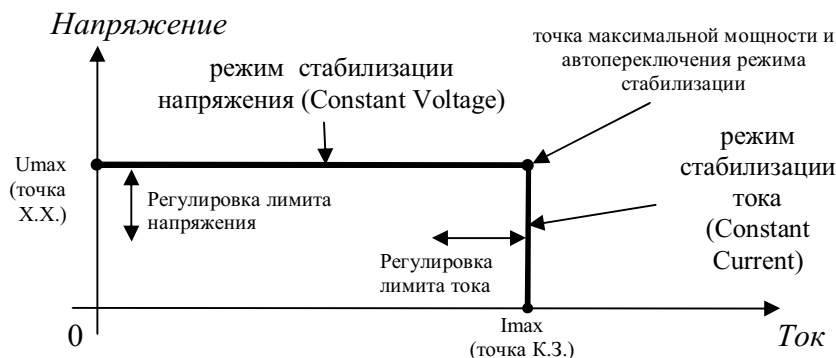 Напряжение
точка максимальной мощности и
автопереключения режима
стабилизации
режим стабилизации
напряжения (Constant Voltage)
режим
стабилизации
тока
(Constant
Current)
Umax
(точка
Х.Х.)
Регулировка лимита
напряжения
Регулировка
лимита тока
0
Imax
(точка К.З.)
Ток